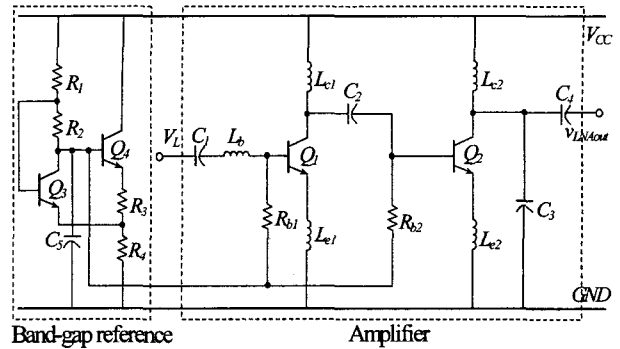 V_CC
R_1
R_2
Q_3
C_5
Q_4
R_3
R_4
V_L
C_1
L_b
L_c1
C_2
Q_1
R_b1
L_e1
R_b2
L_c2
Q_2
L_e2
C_4
v_LNAout
C_3
GND
Band-gap reference
Amplifier